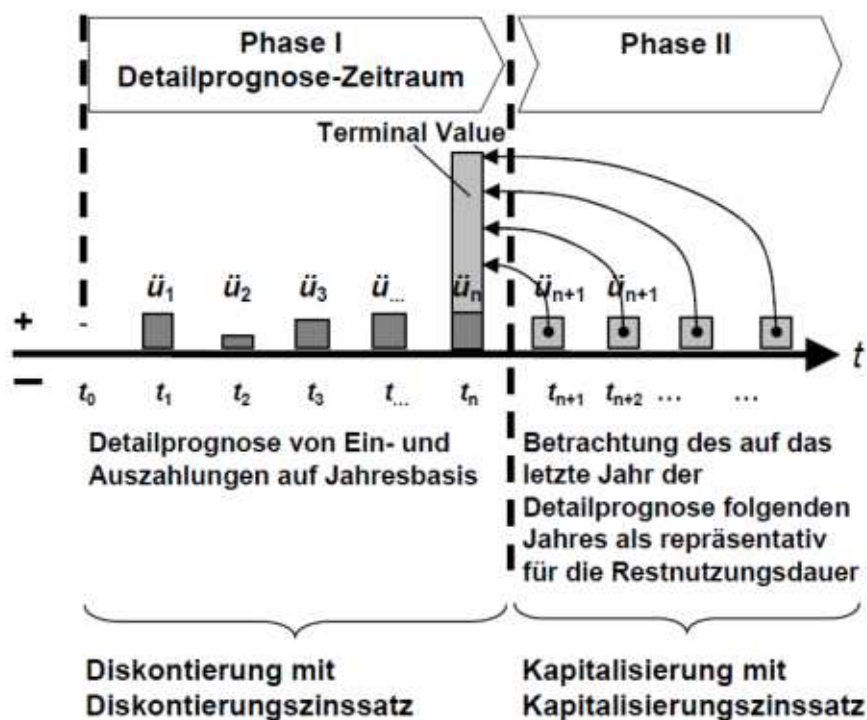 Phase I
Detailprognose-Zeitraum
Phase II
Terminal Value
ü1 ü2 ü3 ü... ün ün+1 ün+1
+ -
− t
t0 t1 t2 t3 t... tn tn+1 tn+2 ... ...
Detailprognose von Ein- und
Auszahlungen auf Jahresbasis
Betrachtung des auf das
letzte Jahr der
Detailprognose folgenden
Jahres als repräsentativ
für die Restnutzungsdauer
Diskontierung mit
Diskontierungszinssatz
Kapitalisierung mit
Kapitalisierungszinssatz